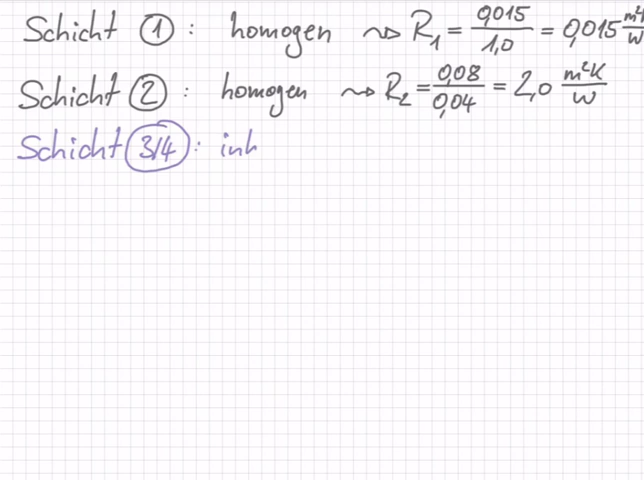 Schicht ①: homogen ⇝ R₁ = 0,015/1,0 = 0,015 m²K/W
Schicht ②: homogen ⇝ R₂ = 0,08/0,04 = 2,0 m²K/W
Schicht 3/4: inh